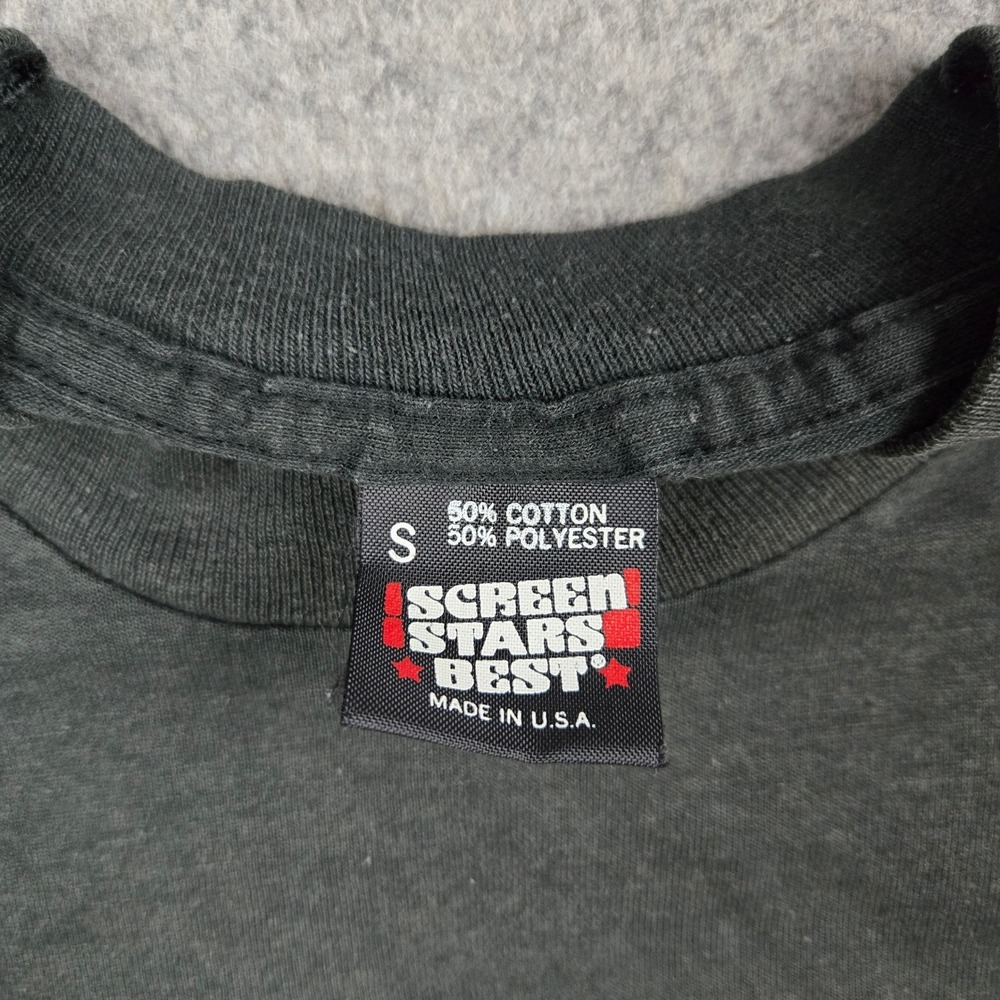 S
50% COTTON
50% POLYESTER
SCREEN
STARS
BEST®
MADE IN U.S.A.